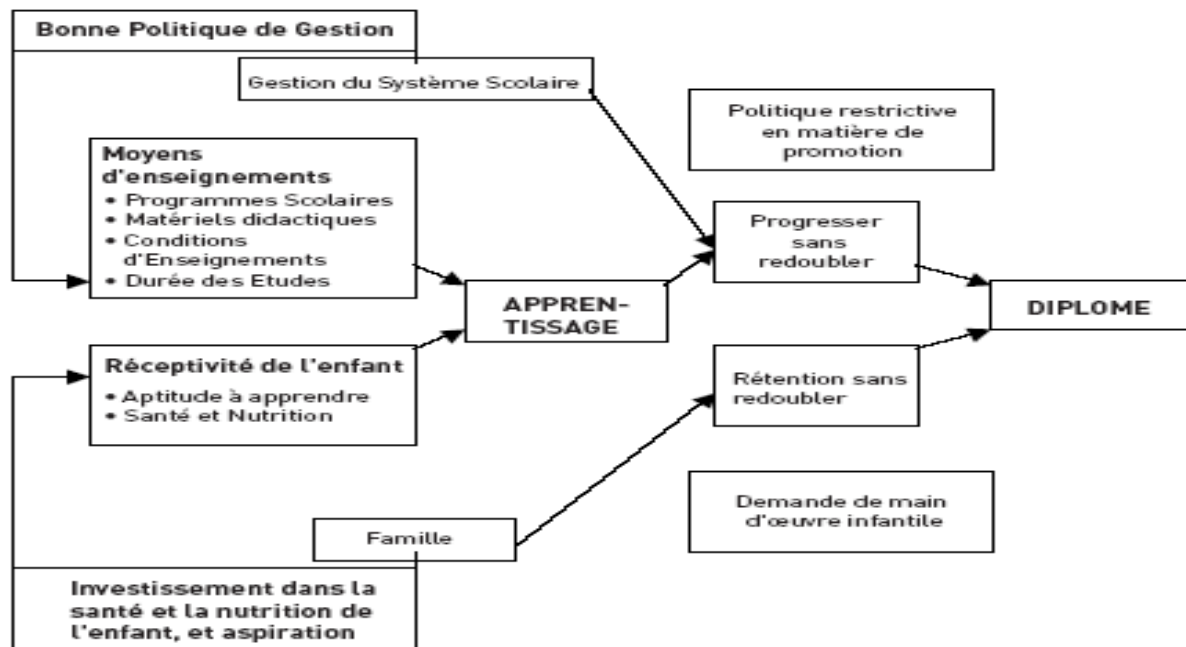 Bonne Politique de Gestion
Gestion du Système Scolaire
Politique restrictive
en matière de
promotion
Moyens
d'enseignements
• Programmes Scolaires
• Matériels didactiques
• Conditions
d'Enseignements
• Durée des Etudes
Progresser
sans
redoubler
APPREN-
TISSAGE
DIPLOME
Réceptivité de l'enfant
• Aptitude à apprendre
• Santé et Nutrition
Rétention sans
redoubler
Demande de main
d'œuvre infantile
Famille
Investissement dans la
santé et la nutrition de
l'enfant, et aspiration